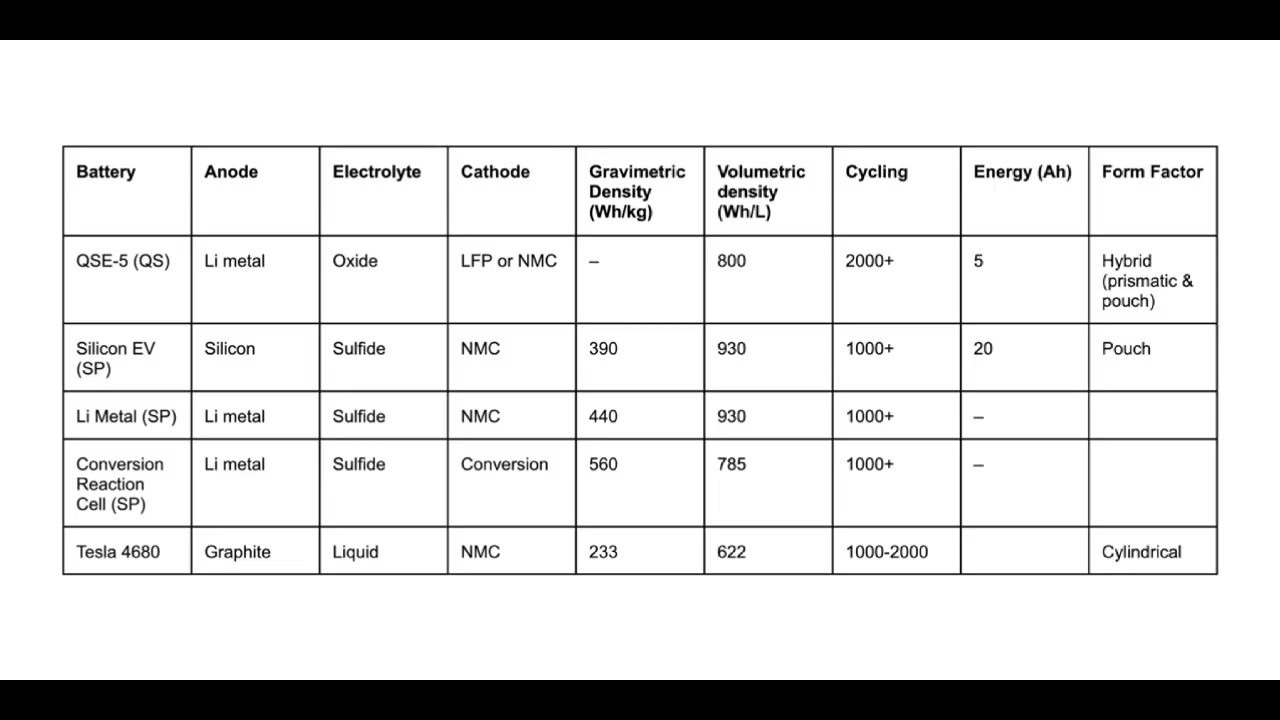 Battery
Anode
Electrolyte
Cathode
Gravimetric
Density
(Wh/kg)
Volumetric
density
(Wh/L)
Cycling
Energy (Ah)
Form Factor
QSE-5 (QS)
Li metal
Oxide
LFP or NMC
–
800
2000+
5
Hybrid
(prismatic &
pouch)
Silicon EV
(SP)
Silicon
Sulfide
NMC
390
930
1000+
20
Pouch
Li Metal (SP)
Li metal
Sulfide
NMC
440
930
1000+
–
Conversion
Reaction
Cell (SP)
Li metal
Sulfide
Conversion
560
785
1000+
–
Tesla 4680
Graphite
Liquid
NMC
233
622
1000-2000
Cylindrical